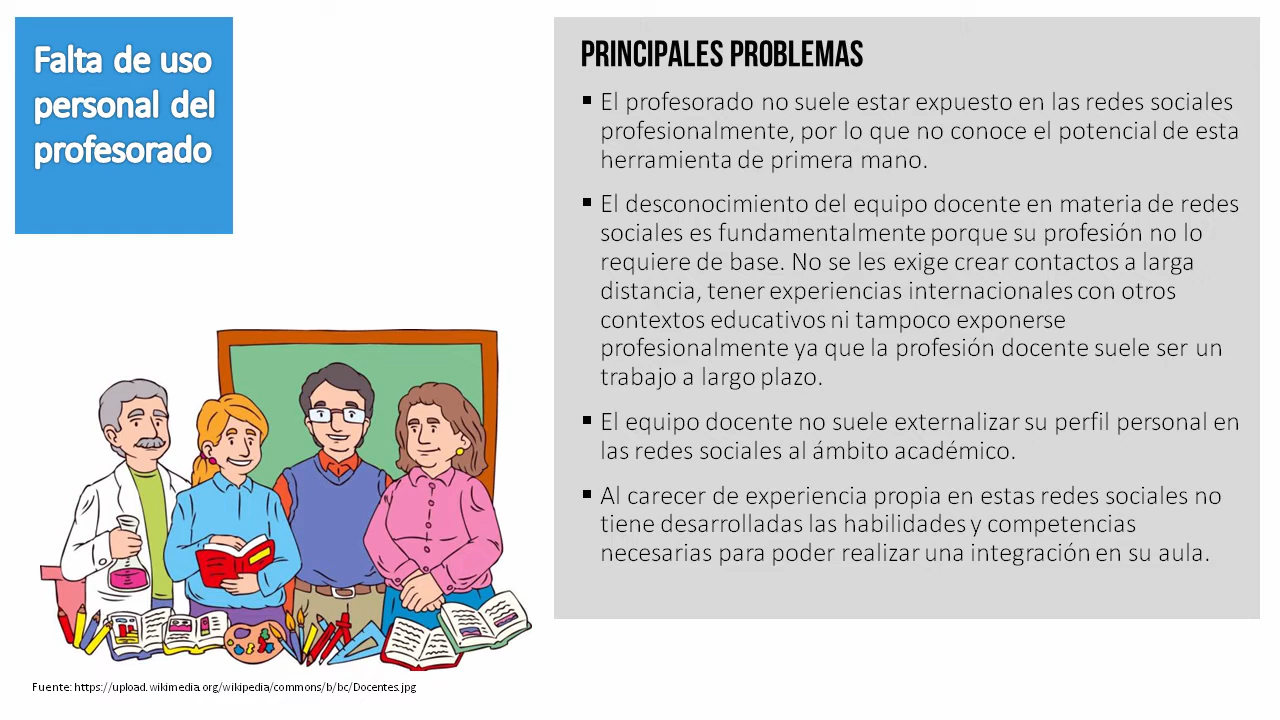 Falta de uso
personal del
profesorado
PRINCIPALES PROBLEMAS
▪ El profesorado no suele estar expuesto en las redes sociales
profesionalmente, por lo que no conoce el potencial de esta
herramienta de primera mano.
▪ El desconocimiento del equipo docente en materia de redes
sociales es fundamentalmente porque su profesión no lo
requiere de base. No se les exige crear contactos a larga
distancia, tener experiencias internacionales con otros
contextos educativos ni tampoco exponerse
profesionalmente ya que la profesión docente suele ser un
trabajo a largo plazo.
▪ El equipo docente no suele externalizar su perfil personal en
las redes sociales al ámbito académico.
▪ Al carecer de experiencia propia en estas redes sociales no
tiene desarrolladas las habilidades y competencias
necesarias para poder realizar una integración en su aula.
Fuente: https://upload.wikimedia.org/wikipedia/commons/b/bc/Docentes.jpg